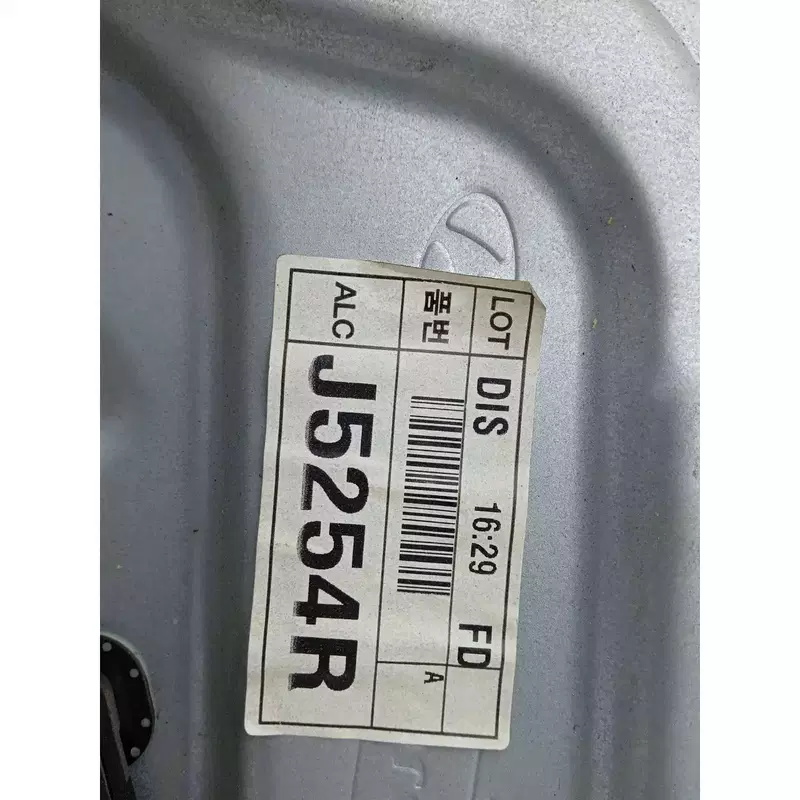 LOT DIS 16:29 FD
품번 A
ALC J5254R